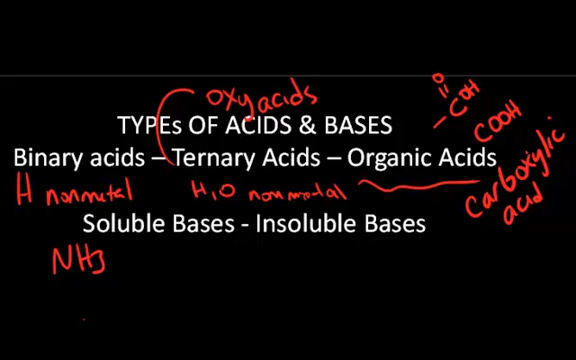 oxyacids
O
=
-COH
COOH
TYPEs OF ACIDS & BASES
Binary acids – Ternary Acids – Organic Acids
H nonmetal
H, O nonmetal
carboxylic
acid
Soluble Bases - Insoluble Bases
NH3